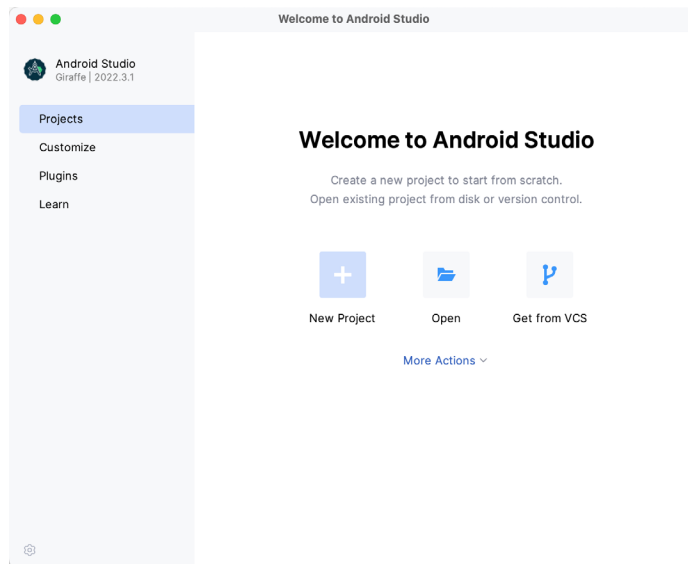 Welcome to Android Studio
Android Studio
Giraffe | 2022.3.1
Projects
Customize
Plugins
Learn
Welcome to Android Studio
Create a new project to start from scratch.
Open existing project from disk or version control.
New Project
Open
Get from VCS
More Actions